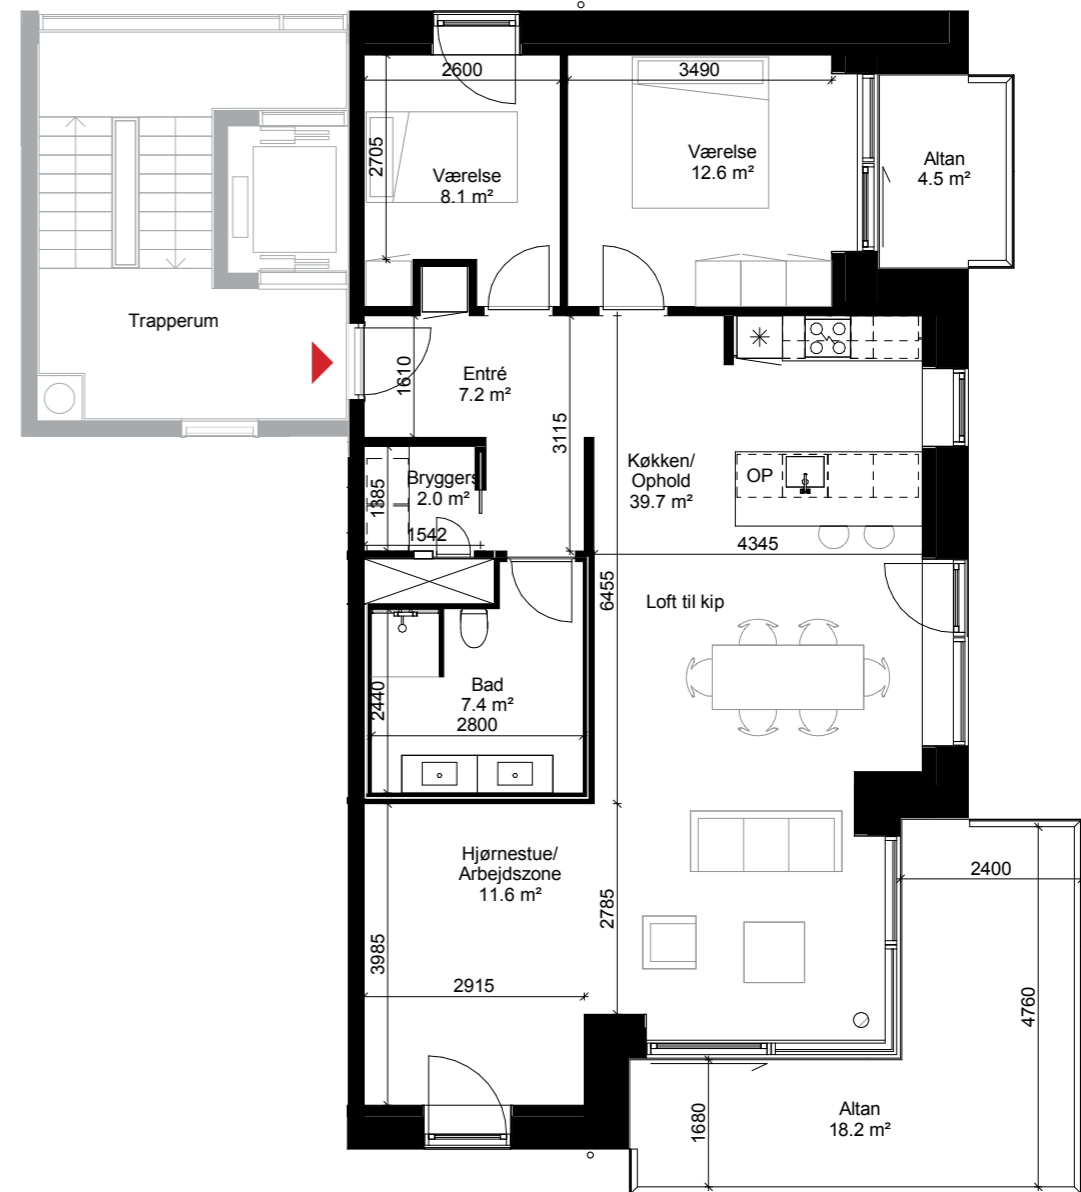 2600
3490
2705
Værelse
8.1 m²
Værelse
12.6 m²
Altan
4.5 m²
Trapperum
1610
Entré
7.2 m²
3115
Køkken/
Ophold
39.7 m²
OP
Bryggers
2.0 m²
1385
1542
4345
6455
Loft til kip
Bad
7.4 m²
2440
2800
Hjørnestue/
Arbejdszone
11.6 m²
2785
2400
3985
2915
4760
1680
Altan
18.2 m²